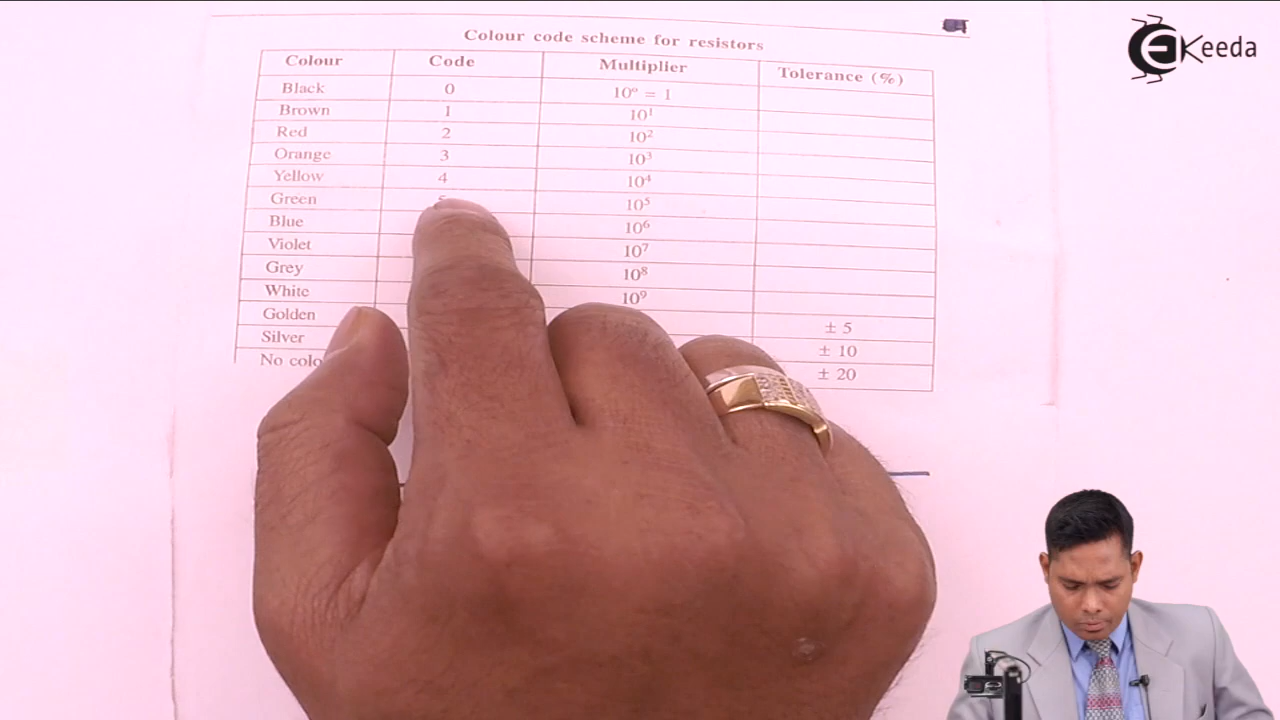 Keeda
Colour code scheme for resistors
Colour Code Multiplier Tolerance (%)
Black 0 10⁰ = 1
Brown 1 10¹
Red 2 10²
Orange 3 10³
Yellow 4 10⁴
Green 10⁵
Blue 10⁶
Violet 10⁷
Grey 10⁸
White 10⁹
Golden ± 5
Silver ± 10
No ± 20